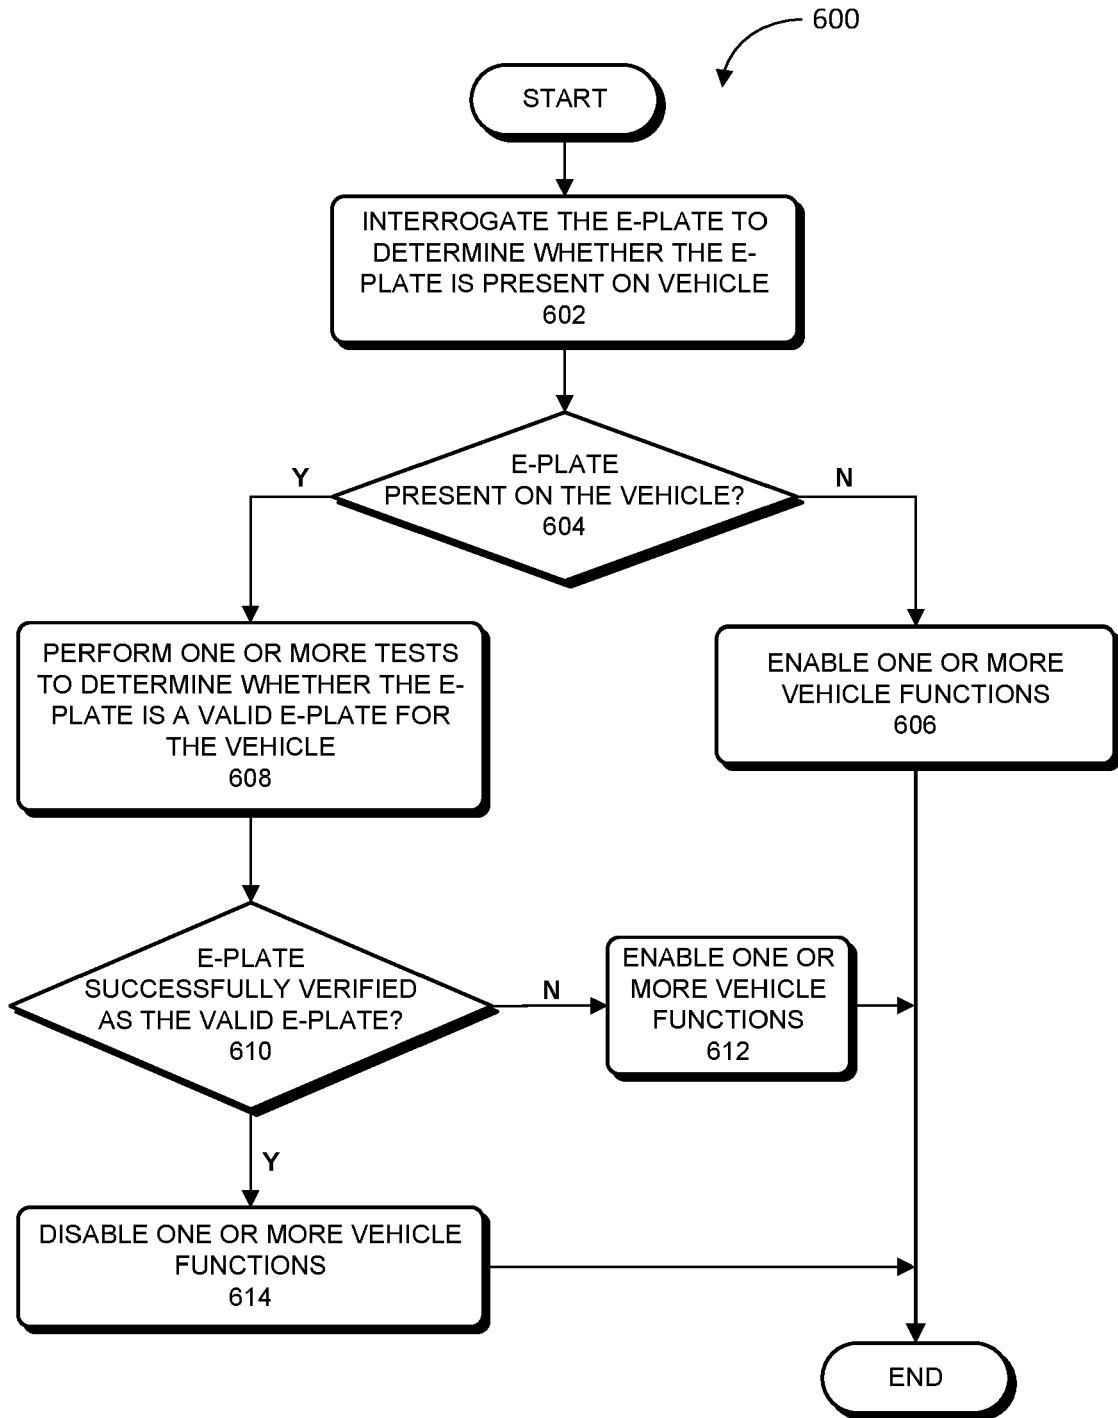 600
START
INTERROGATE THE E-PLATE TO
DETERMINE WHETHER THE E-
PLATE IS PRESENT ON VEHICLE
602
E-PLATE
PRESENT ON THE VEHICLE?
604
Y
N
PERFORM ONE OR MORE TESTS
TO DETERMINE WHETHER THE E-
PLATE IS A VALID E-PLATE FOR
THE VEHICLE
608
ENABLE ONE OR MORE
VEHICLE FUNCTIONS
606
E-PLATE
SUCCESSFULLY VERIFIED
AS THE VALID E-PLATE?
610
N
ENABLE ONE OR
MORE VEHICLE
FUNCTIONS
612
Y
DISABLE ONE OR MORE VEHICLE
FUNCTIONS
614
END